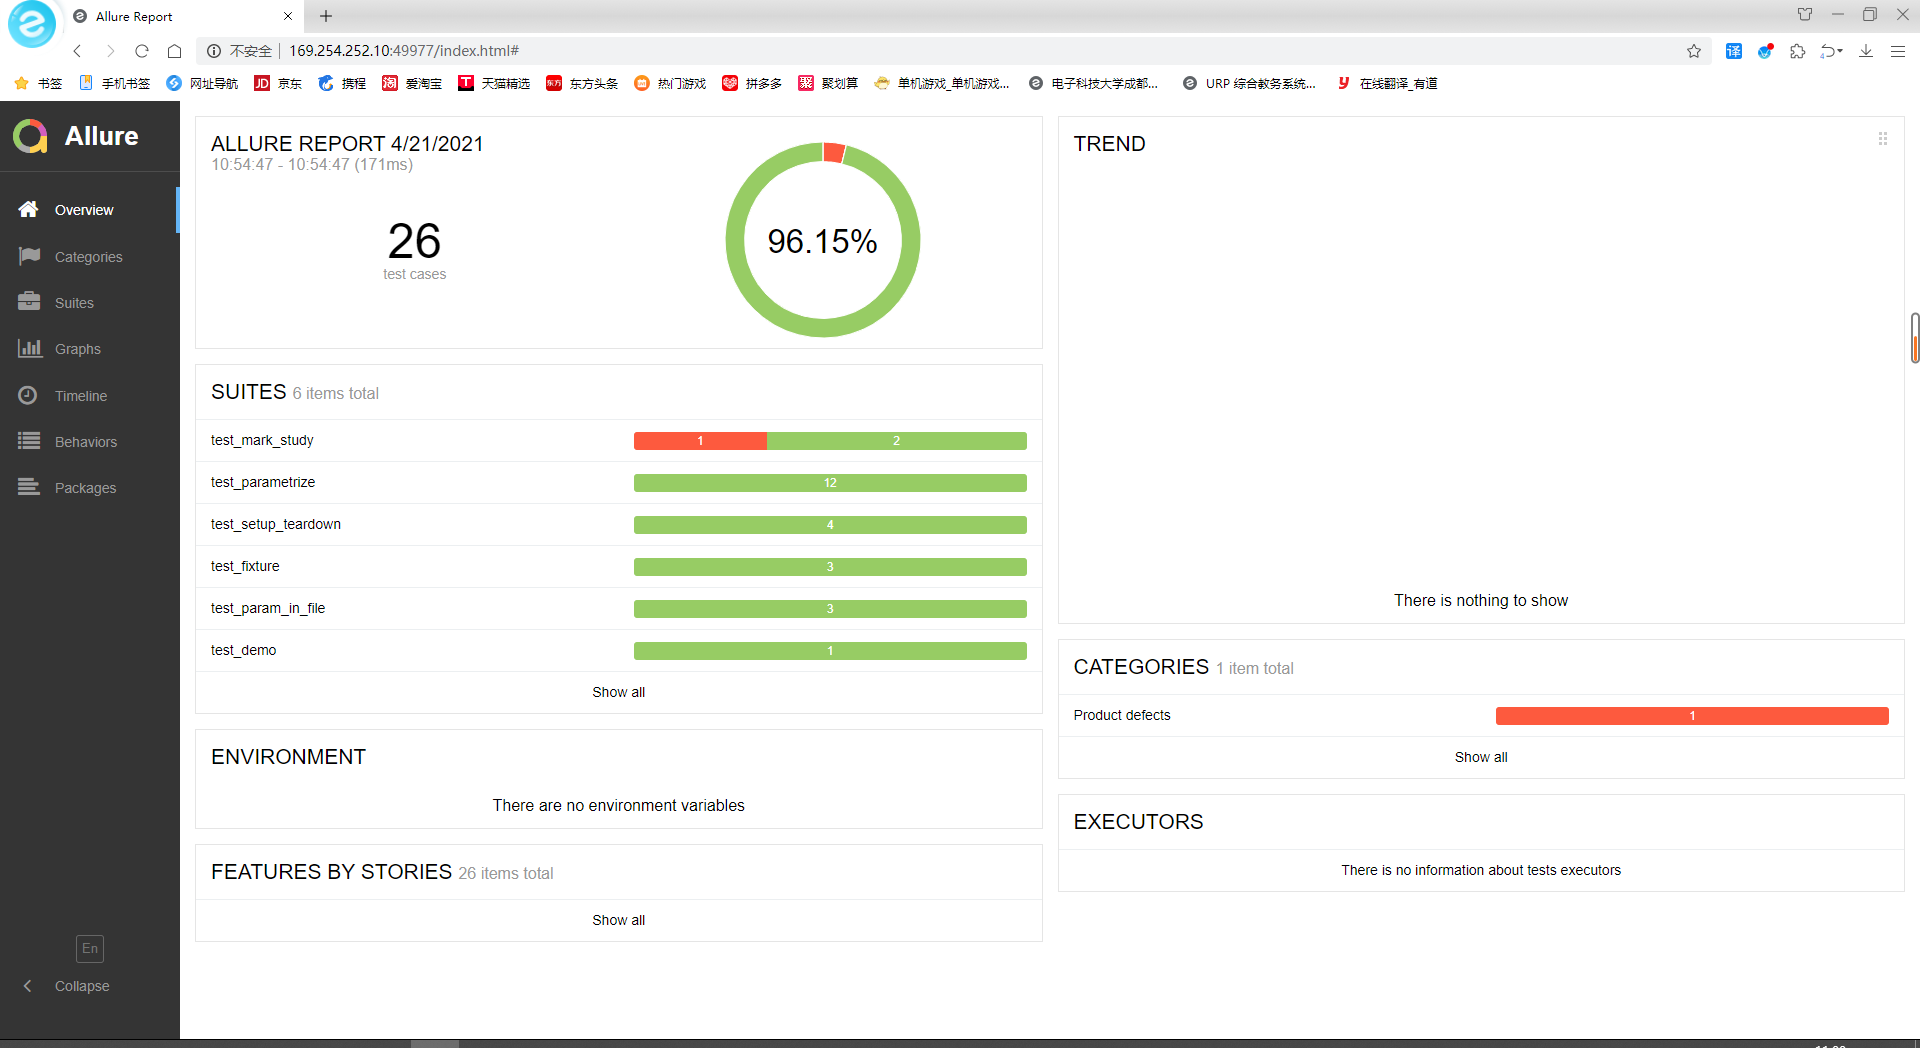 Allure Report
不安全 169.254.252.10:49977/index.html#
书签 手机书签 网址导航 JD 京东 携程 淘 爱淘宝 T 天猫精选 东方 东方头条 热门游戏 拼多多 聚 聚划算 单机游戏_单机游戏... 电子科技大学成都... URP 综合教务系统... 在线翻译_有道
译
Allure
Overview
Categories
Suites
Graphs
Timeline
Behaviors
Packages
En
Collapse
ALLURE REPORT 4/21/2021
10:54:47 - 10:54:47 (171ms)
26
test cases
96.15%
SUITES 6 items total
test_mark_study 1 2
test_parametrize 12
test_setup_teardown 4
test_fixture 3
test_param_in_file 3
test_demo 1
Show all
ENVIRONMENT
There are no environment variables
FEATURES BY STORIES 26 items total
Show all
TREND
There is nothing to show
CATEGORIES 1 item total
Product defects 1
Show all
EXECUTORS
There is no information about tests executors